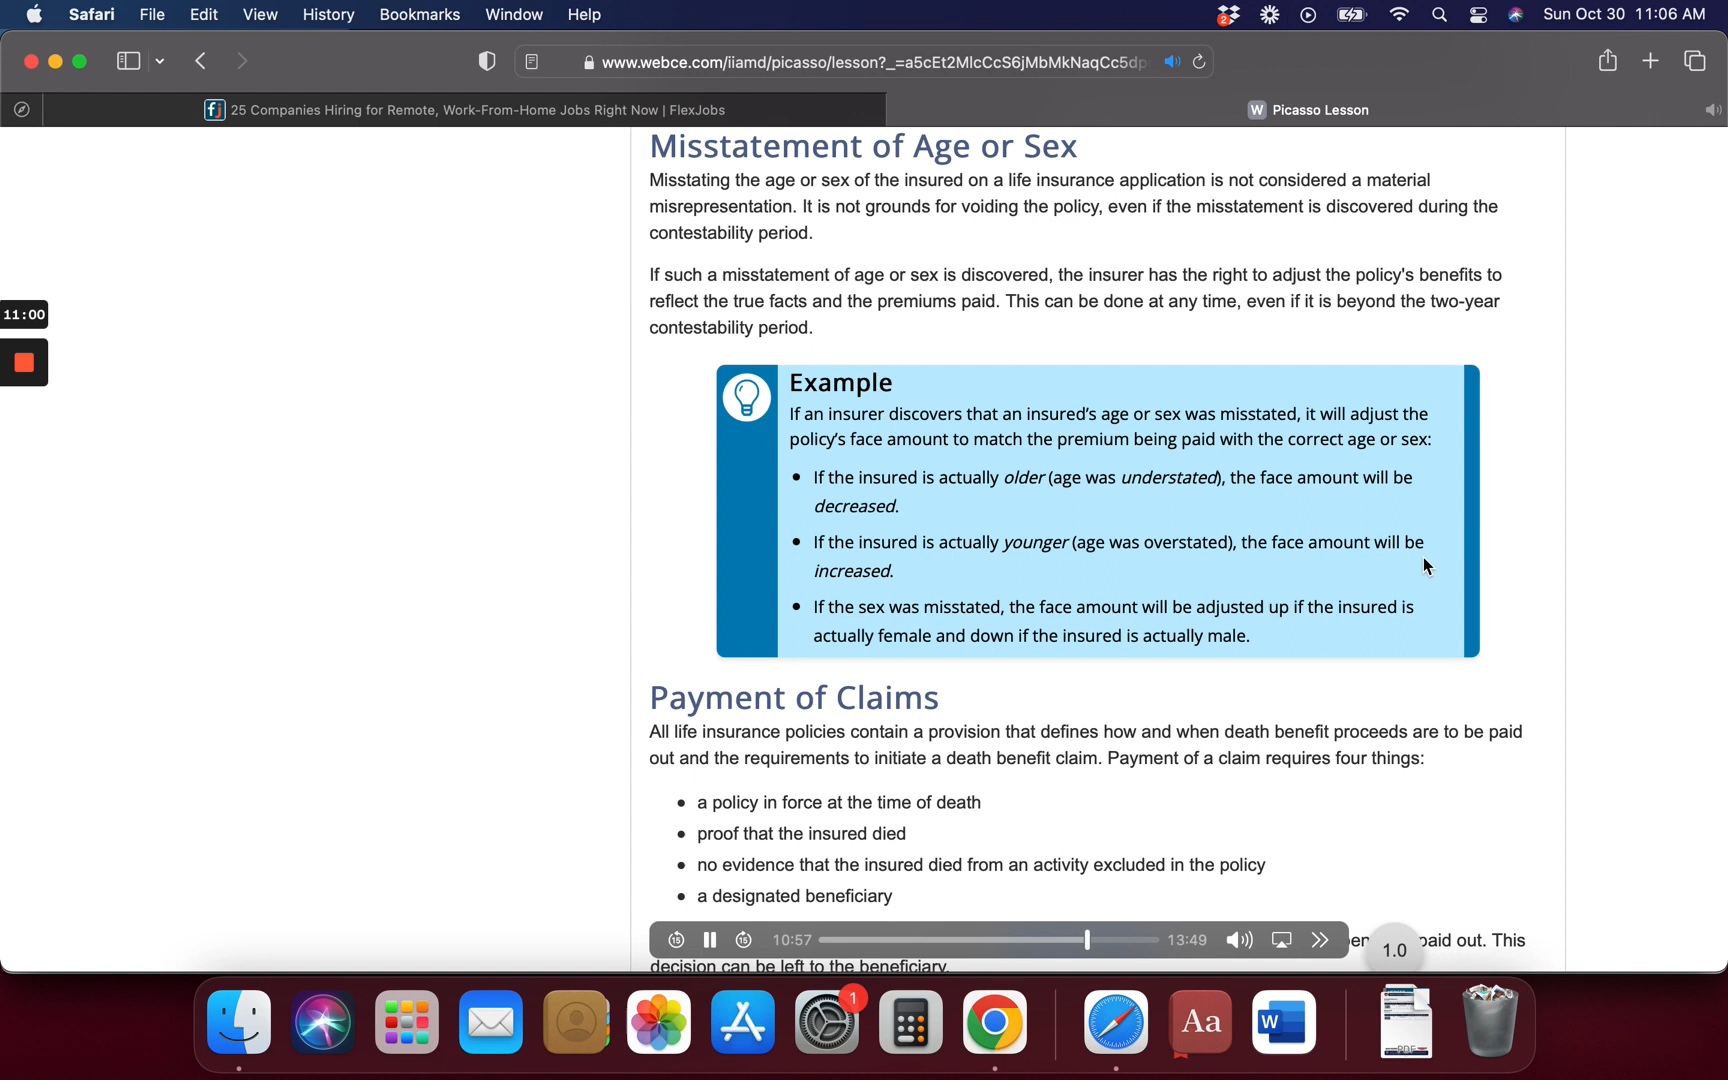 Safari File Edit View History Bookmarks Window Help
2
Sun Oct 30 11:06 AM
www.webce.com/iiamd/picasso/lesson?_=a5cEt2MlcCcS6jMbMkNaqCc5dp
25 Companies Hiring for Remote, Work-From-Home Jobs Right Now | FlexJobs
W Picasso Lesson
11:00
Misstatement of Age or Sex
Misstating the age or sex of the insured on a life insurance application is not considered a material
misrepresentation. It is not grounds for voiding the policy, even if the misstatement is discovered during the
contestability period.
If such a misstatement of age or sex is discovered, the insurer has the right to adjust the policy's benefits to
reflect the true facts and the premiums paid. This can be done at any time, even if it is beyond the two-year
contestability period.
Example
If an insurer discovers that an insured's age or sex was misstated, it will adjust the
policy's face amount to match the premium being paid with the correct age or sex:
• If the insured is actually older (age was understated), the face amount will be
decreased.
• If the insured is actually younger (age was overstated), the face amount will be
increased.
• If the sex was misstated, the face amount will be adjusted up if the insured is
actually female and down if the insured is actually male.
Payment of Claims
All life insurance policies contain a provision that defines how and when death benefit proceeds are to be paid
out and the requirements to initiate a death benefit claim. Payment of a claim requires four things:
• a policy in force at the time of death
• proof that the insured died
• no evidence that the insured died from an activity excluded in the policy
• a designated beneficiary
15 15 10:57 13:49 1.0 paid out. This
decision can be left to the beneficiary.
1
Aa
W
PDF